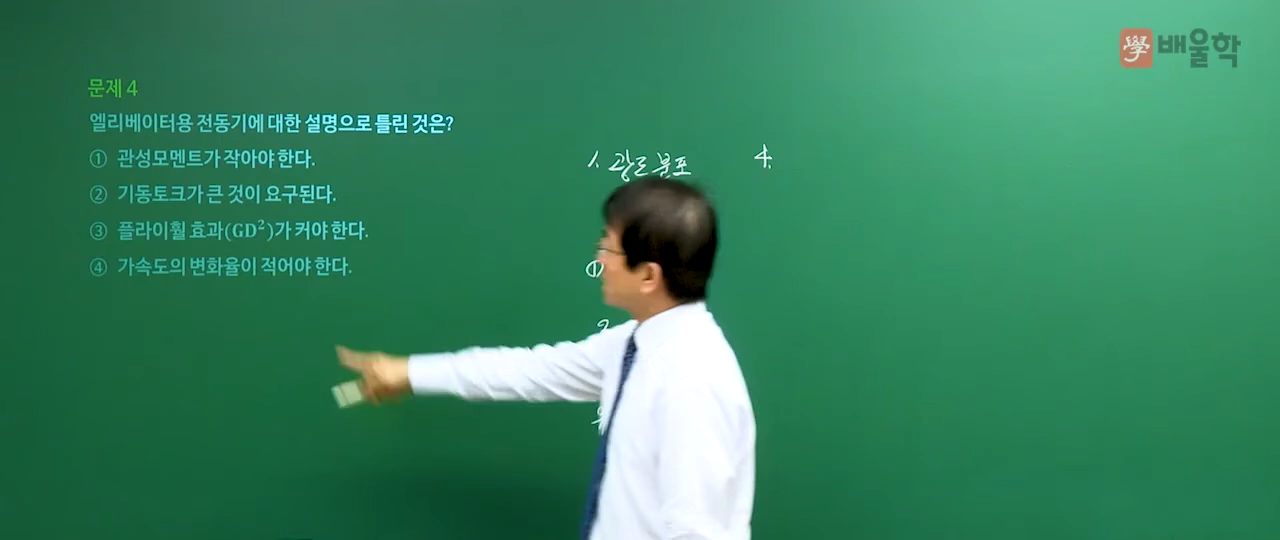 學 배울학
문제 4
엘리베이터용 전동기에 대한 설명으로 틀린 것은?
① 관성모멘트가 작아야 한다.
② 기동토크가 큰 것이 요구된다.
③ 플라이휠 효과(GD²)가 커야 한다.
④ 가속도의 변화율이 적어야 한다.
1. 광도분포
4.
①